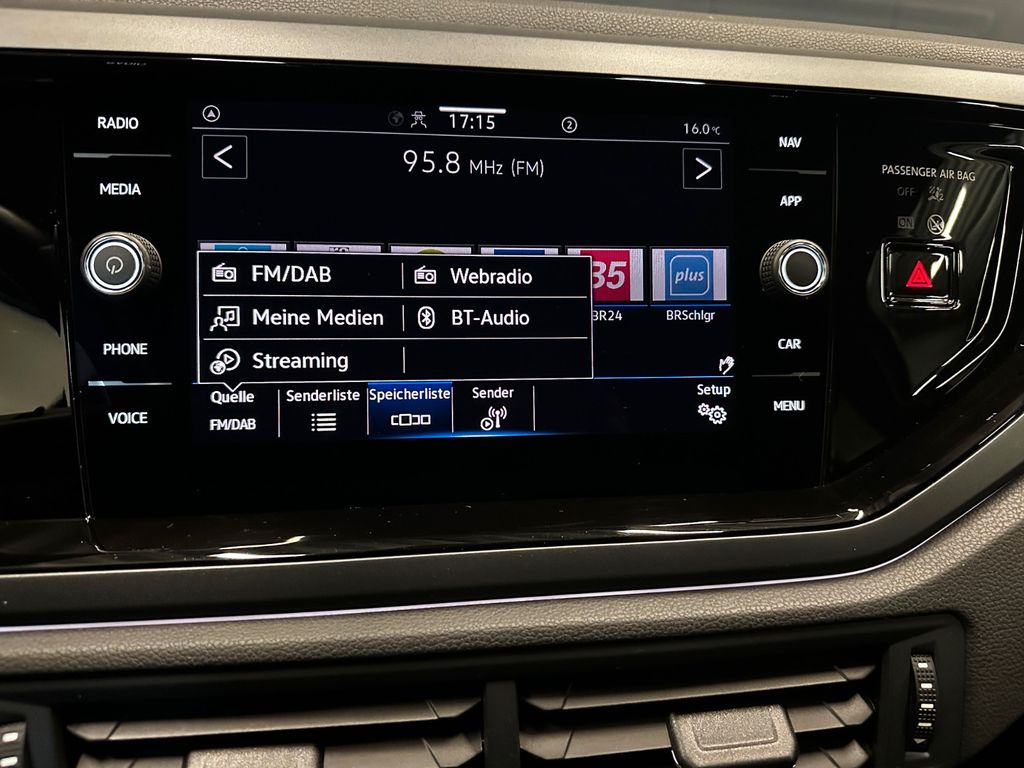 RADIO
MEDIA
PHONE
VOICE
17:15
2
16.0°C
<
95.8 MHz (FM)
>
FM/DAB
Webradio
Meine Medien
BT-Audio
Streaming
35
plus
BR24
BRSchlgr
Quelle
FM/DAB
Senderliste
Speicherliste
Sender
Setup
NAV
APP
CAR
MENU
PASSENGER AIR BAG
OFF
ON